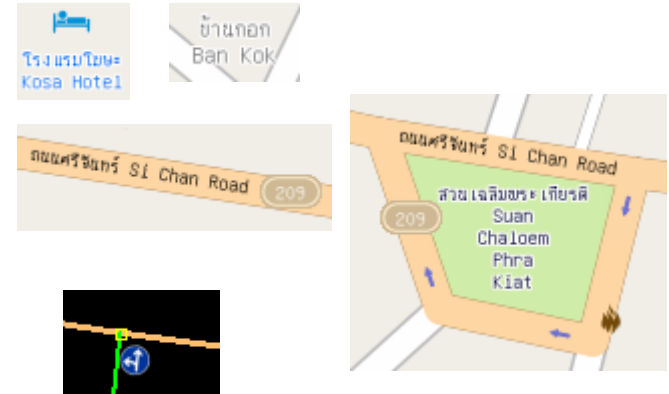 โรงแรมโฆษะ
Kosa Hotel
บ้านกอก
Ban Kok
ถนนศรีจันทร์ Si Chan Road 209
ถนนศรีจันทร์ Si Chan Road
209
สวนเฉลิมพระเกียรติ
Suan
Chaloem
Phra
Kiat